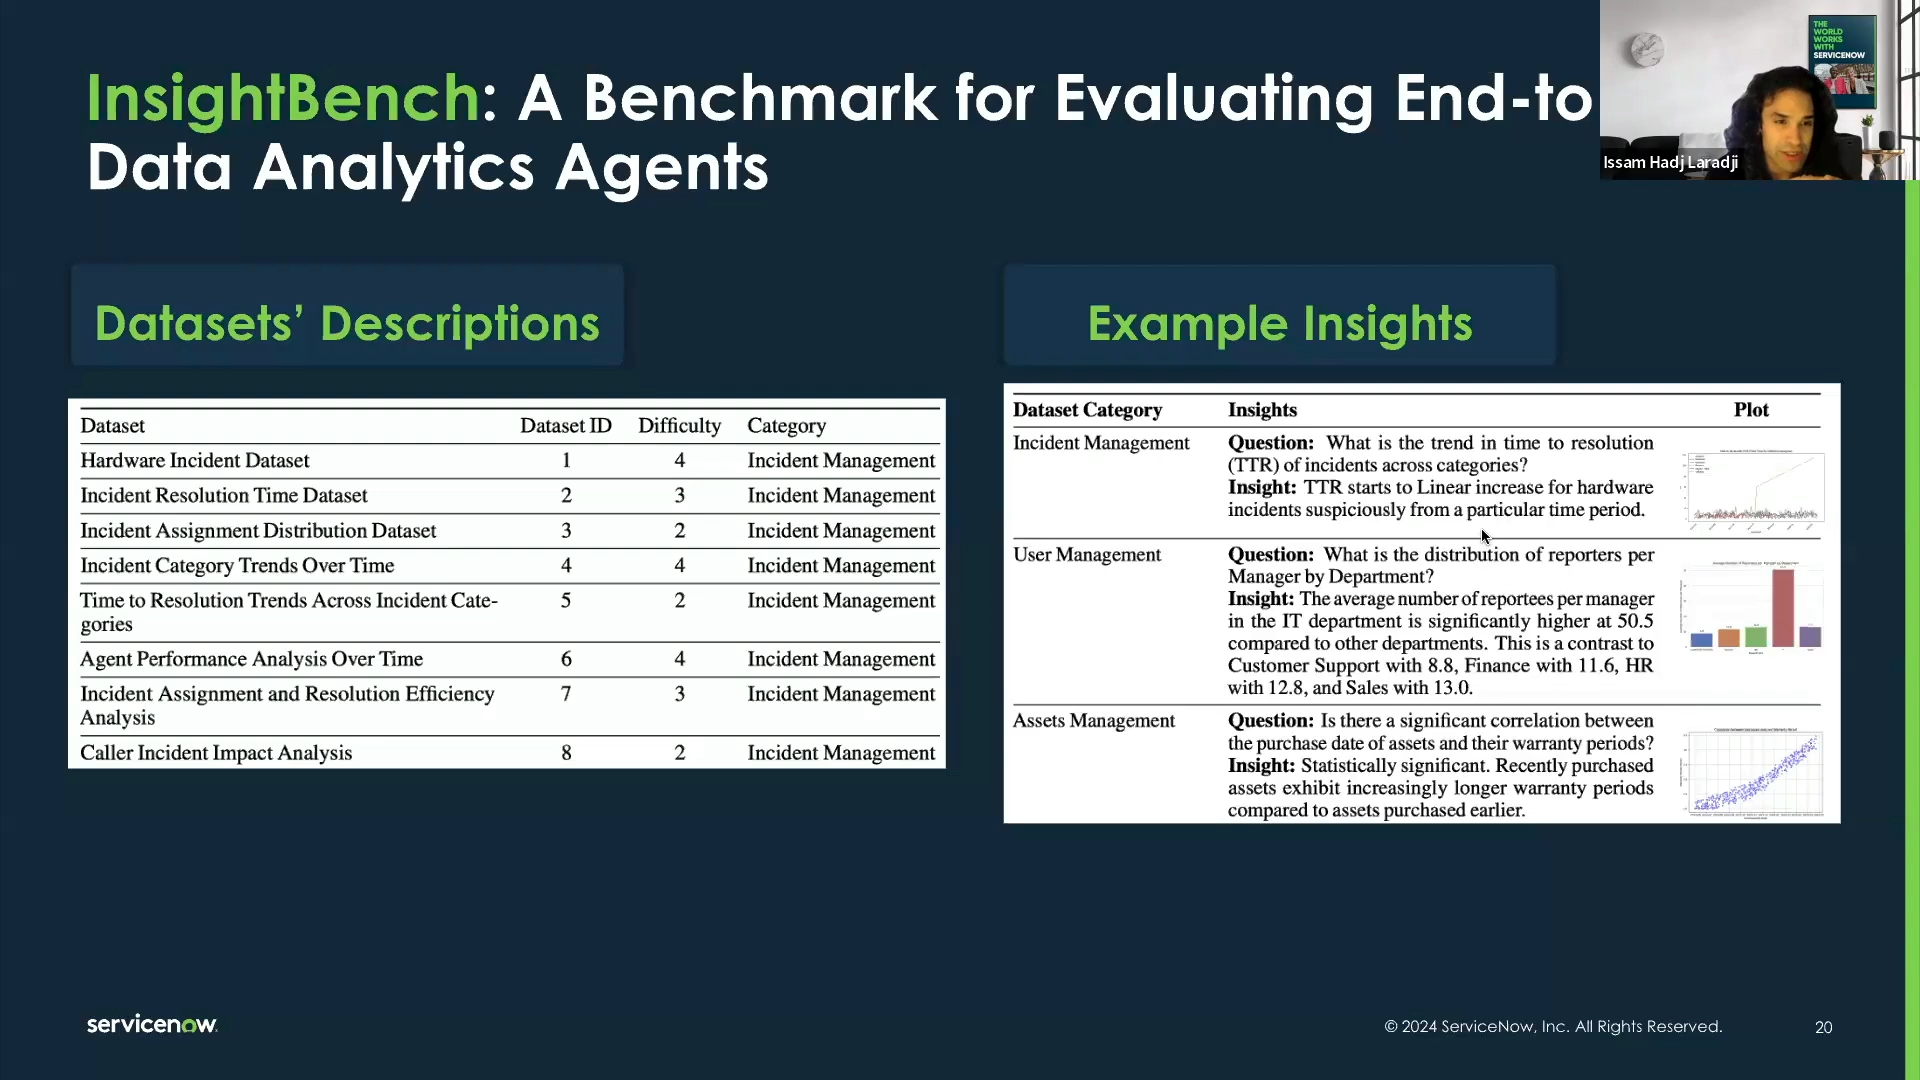 InsightBench: A Benchmark for Evaluating End-to
Data Analytics Agents
THE
WORLD
WORKS
WITH
SERVICENOW
Issam Hadj Laradji
Datasets’ Descriptions
Dataset Dataset ID Difficulty Category
Hardware Incident Dataset 1 4 Incident Management
Incident Resolution Time Dataset 2 3 Incident Management
Incident Assignment Distribution Dataset 3 2 Incident Management
Incident Category Trends Over Time 4 4 Incident Management
Time to Resolution Trends Across Incident Cate- 5 2 Incident Management
gories
Agent Performance Analysis Over Time 6 4 Incident Management
Incident Assignment and Resolution Efficiency 7 3 Incident Management
Analysis
Caller Incident Impact Analysis 8 2 Incident Management
Example Insights
Dataset Category Insights Plot
Incident Management Question: What is the trend in time to resolution
(TTR) of incidents across categories?
Insight: TTR starts to Linear increase for hardware
incidents suspiciously from a particular time period.
User Management Question: What is the distribution of reporters per
Manager by Department?
Insight: The average number of reportees per manager
in the IT department is significantly higher at 50.5
compared to other departments. This is a contrast to
Customer Support with 8.8, Finance with 11.6, HR
with 12.8, and Sales with 13.0.
Assets Management Question: Is there a significant correlation between
the purchase date of assets and their warranty periods?
Insight: Statistically significant. Recently purchased
assets exhibit increasingly longer warranty periods
compared to assets purchased earlier.
servicenow
© 2024 ServiceNow, Inc. All Rights Reserved. 20